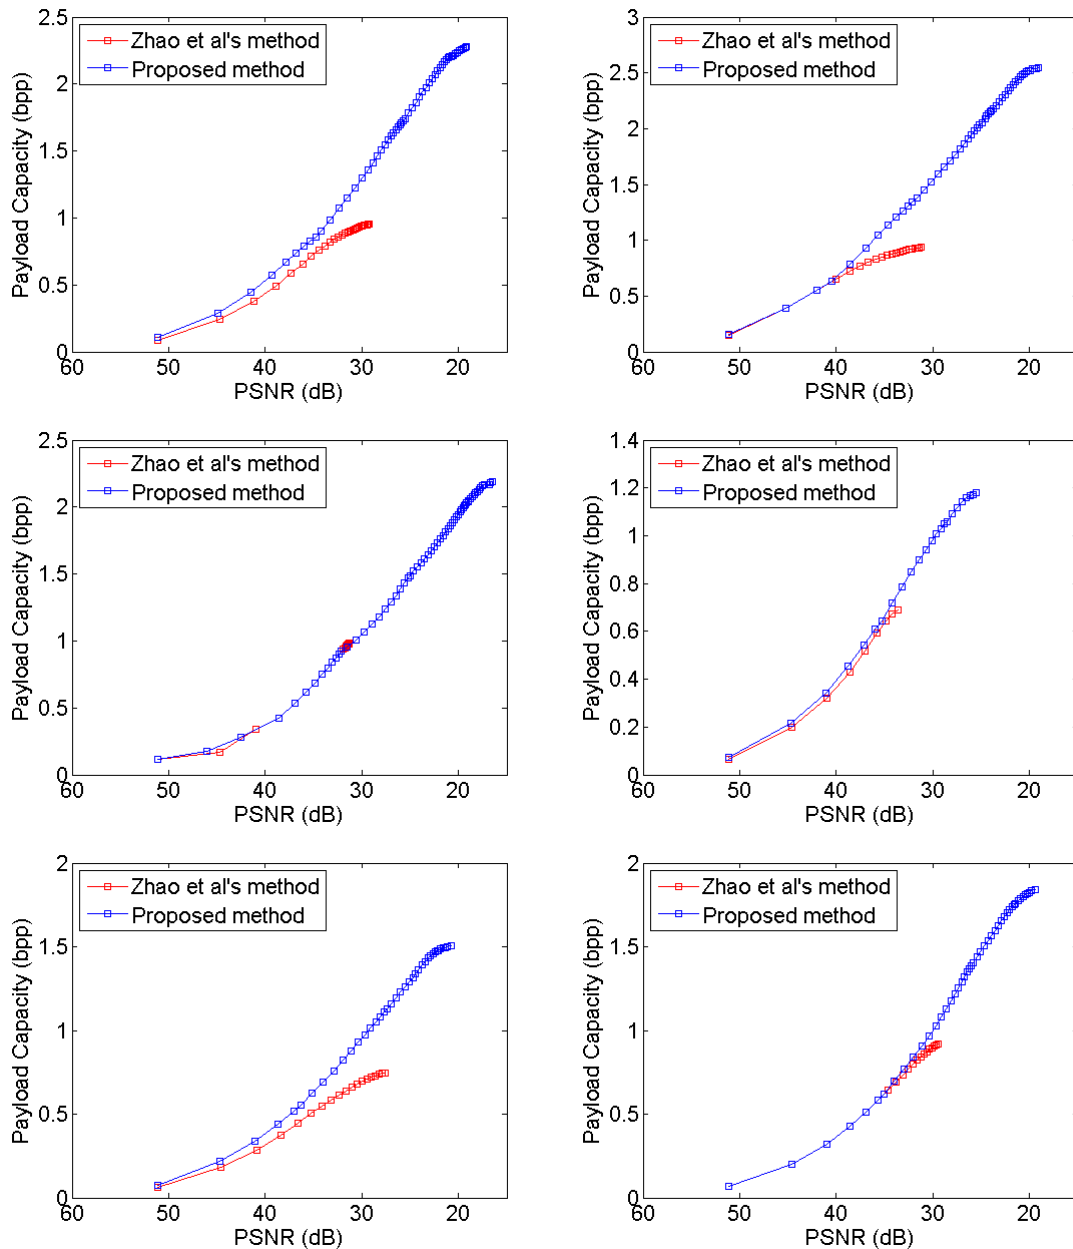 2.5
2
1.5
1
0.5
0
Payload Capacity (bpp)
Zhao et al's method
Proposed method
60 50 40 30 20
PSNR (dB)
3
2.5
2
1.5
1
0.5
0
Payload Capacity (bpp)
Zhao et al's method
Proposed method
60 50 40 30 20
PSNR (dB)
2.5
2
1.5
1
0.5
0
Payload Capacity (bpp)
Zhao et al's method
Proposed method
60 50 40 30 20
PSNR (dB)
1.4
1.2
1
0.8
0.6
0.4
0.2
0
Payload Capacity (bpp)
Zhao et al's method
Proposed method
60 50 40 30 20
PSNR (dB)
2
1.5
1
0.5
0
Payload Capacity (bpp)
Zhao et al's method
Proposed method
60 50 40 30 20
PSNR (dB)
2
1.5
1
0.5
0
Payload Capacity (bpp)
Zhao et al's method
Proposed method
60 50 40 30 20
PSNR (dB)